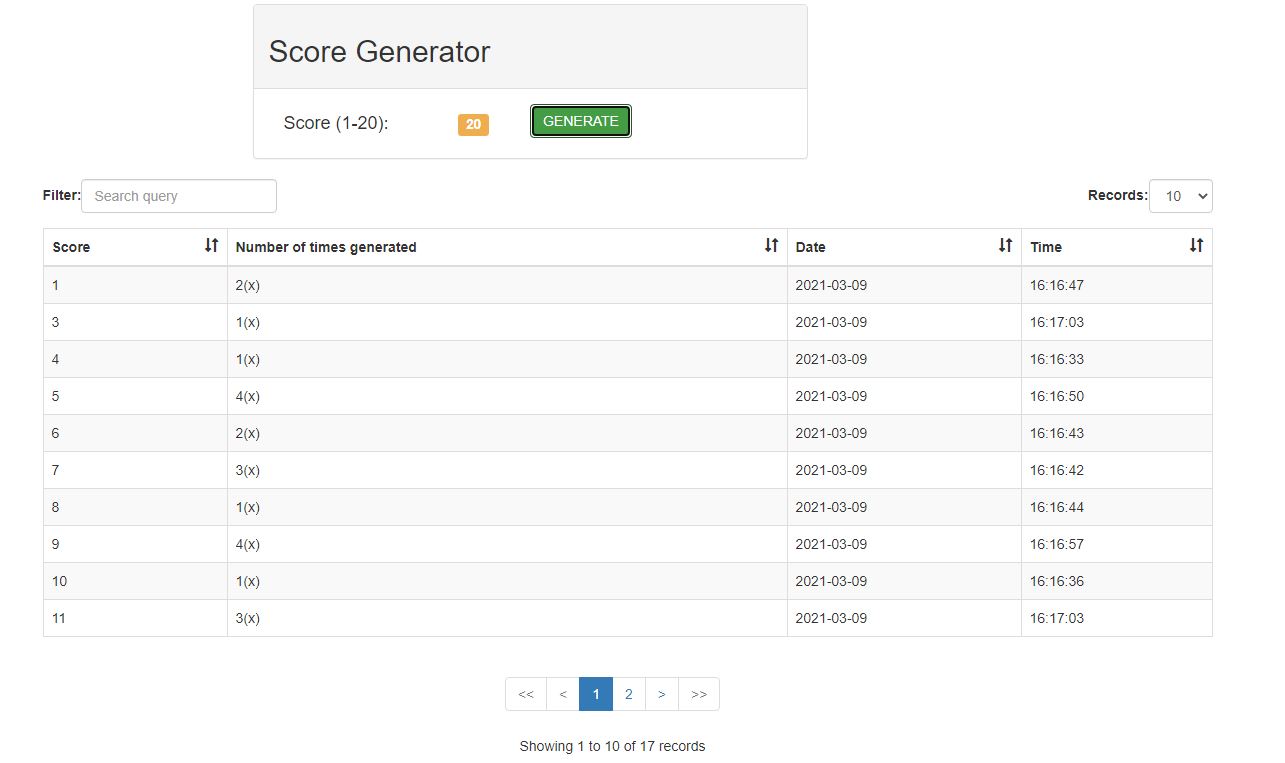 Score Generator
Score (1-20): 20 GENERATE
Filter: Search query Records: 10
Score Number of times generated Date Time
1 2(x) 2021-03-09 16:16:47
3 1(x) 2021-03-09 16:17:03
4 1(x) 2021-03-09 16:16:33
5 4(x) 2021-03-09 16:16:50
6 2(x) 2021-03-09 16:16:43
7 3(x) 2021-03-09 16:16:42
8 1(x) 2021-03-09 16:16:44
9 4(x) 2021-03-09 16:16:57
10 1(x) 2021-03-09 16:16:36
11 3(x) 2021-03-09 16:17:03
<< < 1 2 > >>
Showing 1 to 10 of 17 records